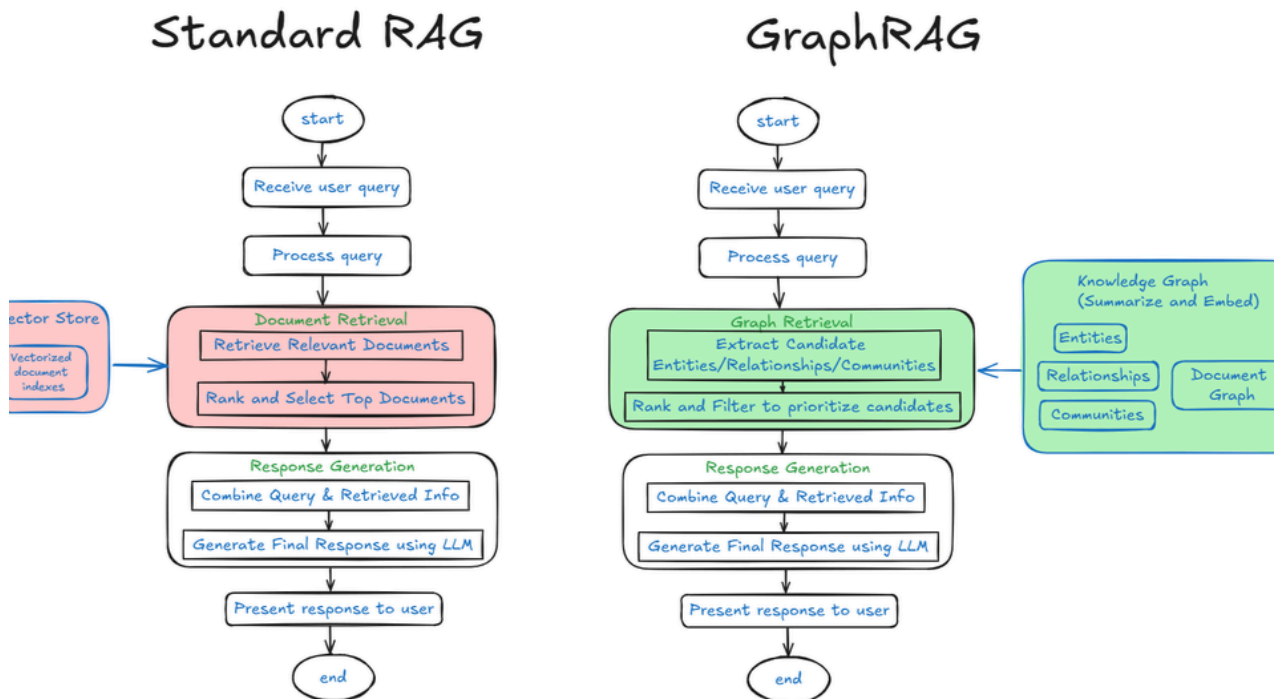 Standard RAG
start
Receive user query
Process query
ector Store
Vectorized
document
indexes
Document Retrieval
Retrieve Relevant Documents
Rank and Select Top Documents
Response Generation
Combine Query & Retrieved Info
Generate Final Response using LLM
Present response to user
end
GraphRAG
start
Receive user query
Process query
Graph Retrieval
Extract Candidate
Entities/Relationships/Communities
Rank and Filter to prioritize candidates
Knowledge Graph
(Summarize and Embed)
Entities
Relationships
Communities
Document
Graph
Response Generation
Combine Query & Retrieved Info
Generate Final Response using LLM
Present response to user
end